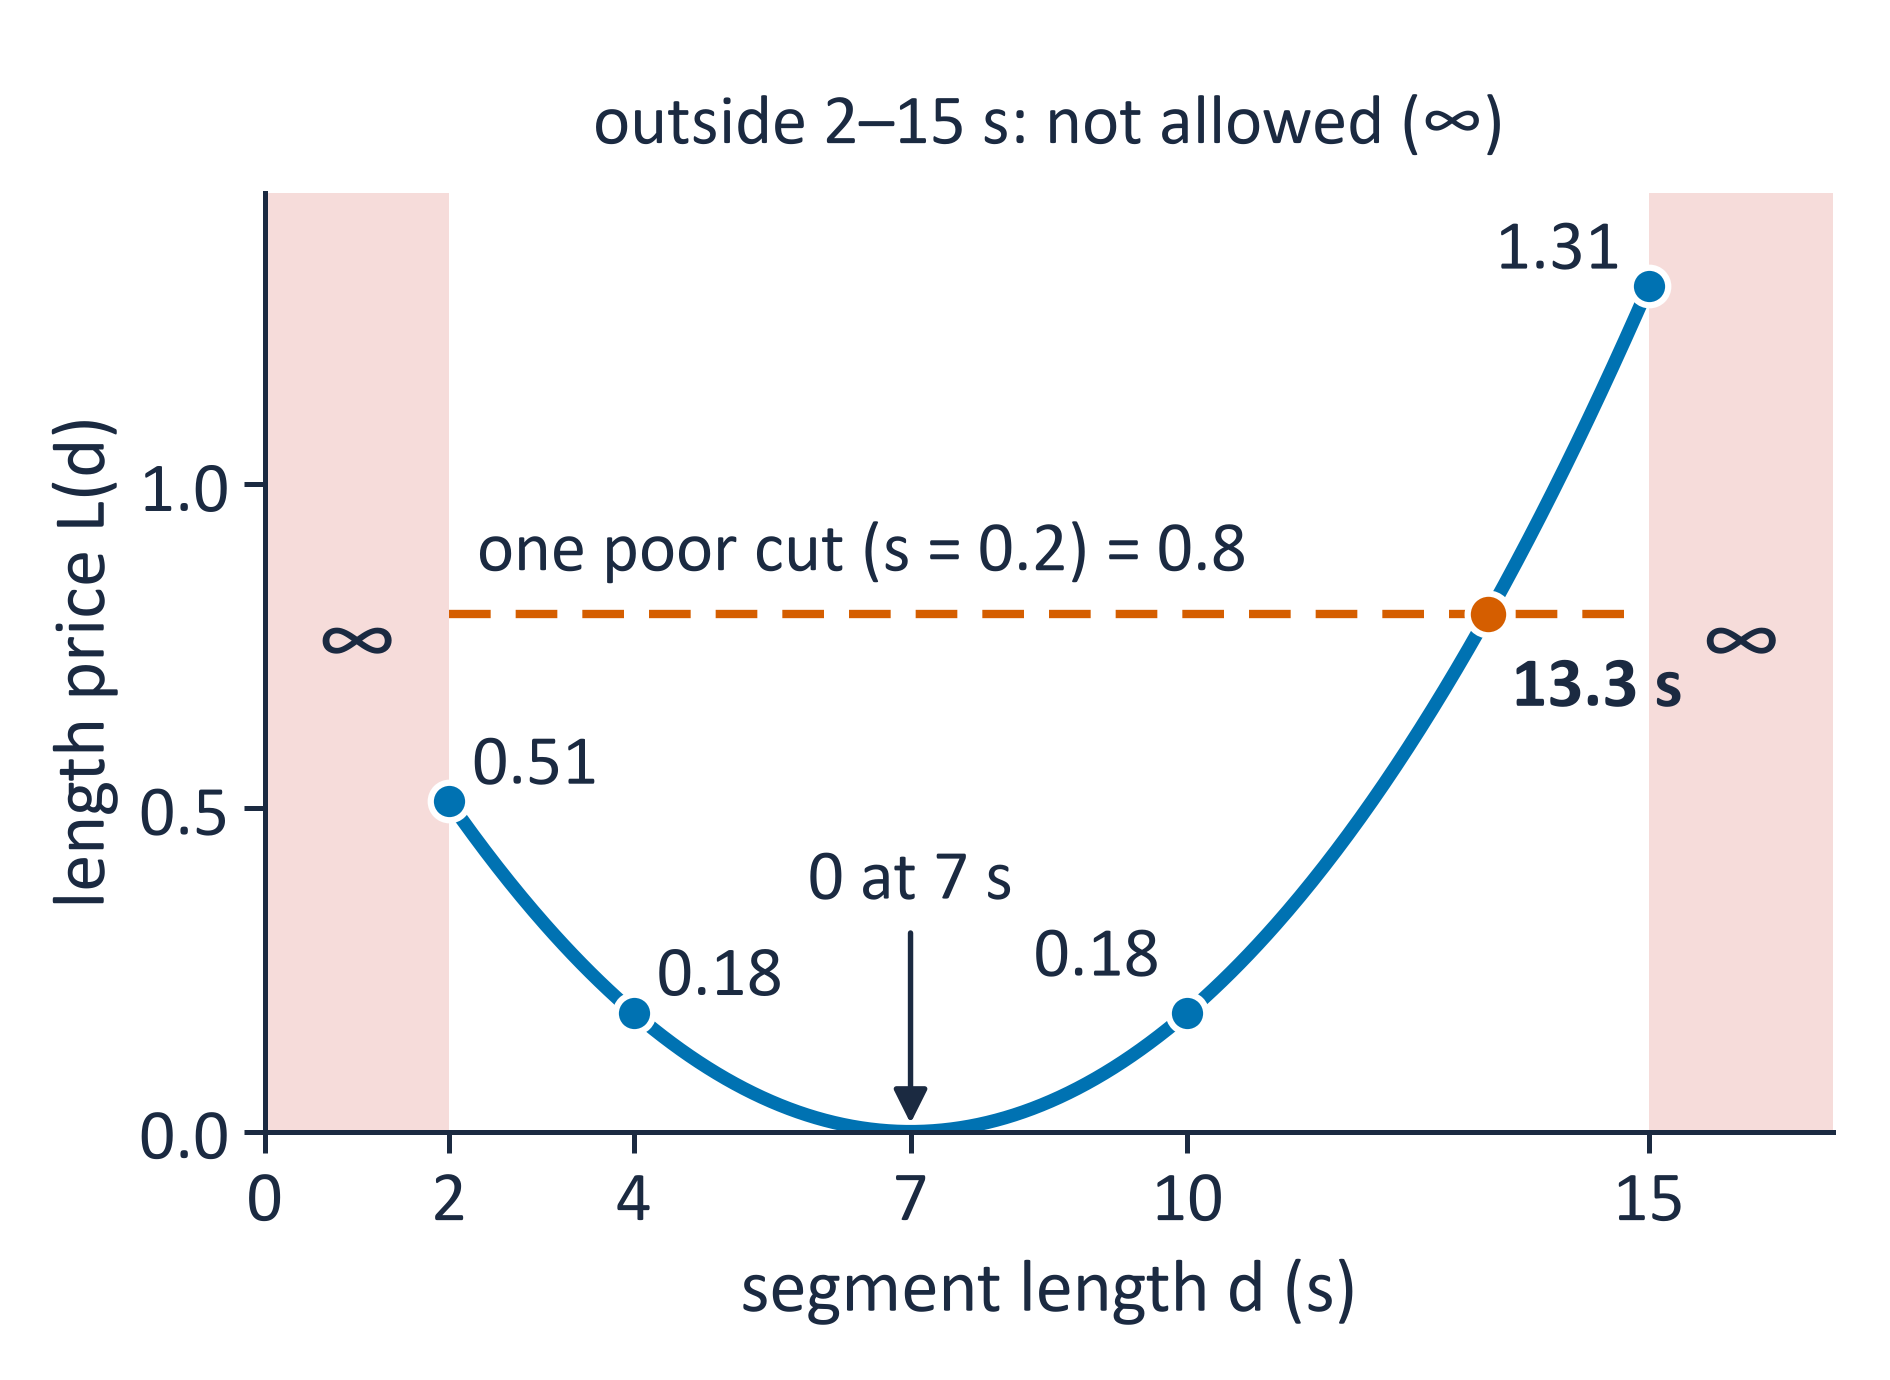 outside 2–15 s: not allowed (∞)
1.31
length price L(d)
1.0
one poor cut (s = 0.2) = 0.8
∞
∞
13.3 s
0.51
0.5
0 at 7 s
0.18
0.18
0.0
0
2
4
7
10
15
segment length d (s)